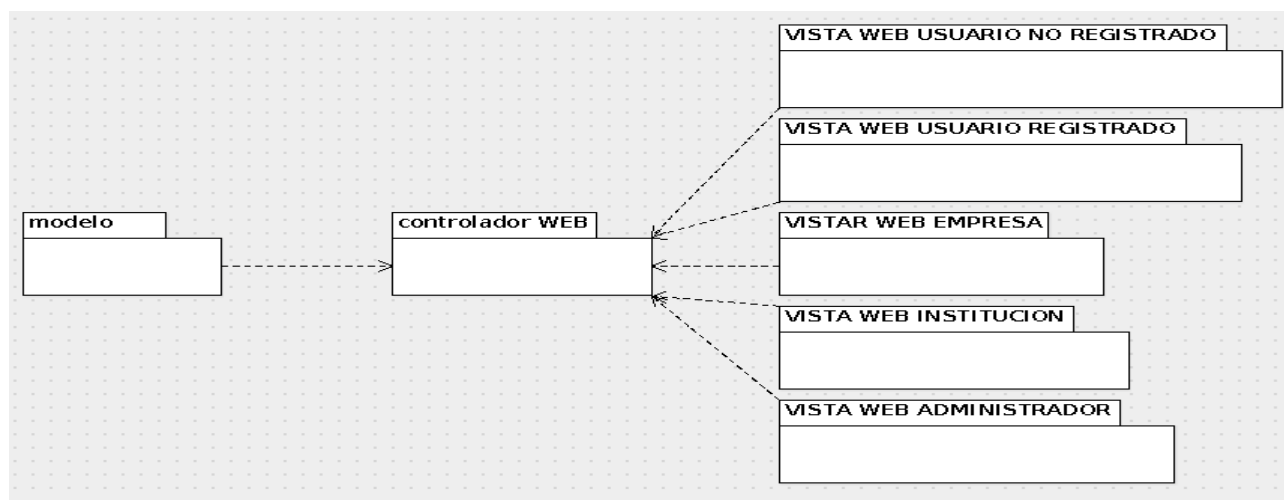 VISTA WEB USUARIO NO REGISTRADO
VISTA WEB USUARIO REGISTRADO
modelo
controlador WEB
VISTAR WEB EMPRESA
VISTA WEB INSTITUCION
VISTA WEB ADMINISTRADOR